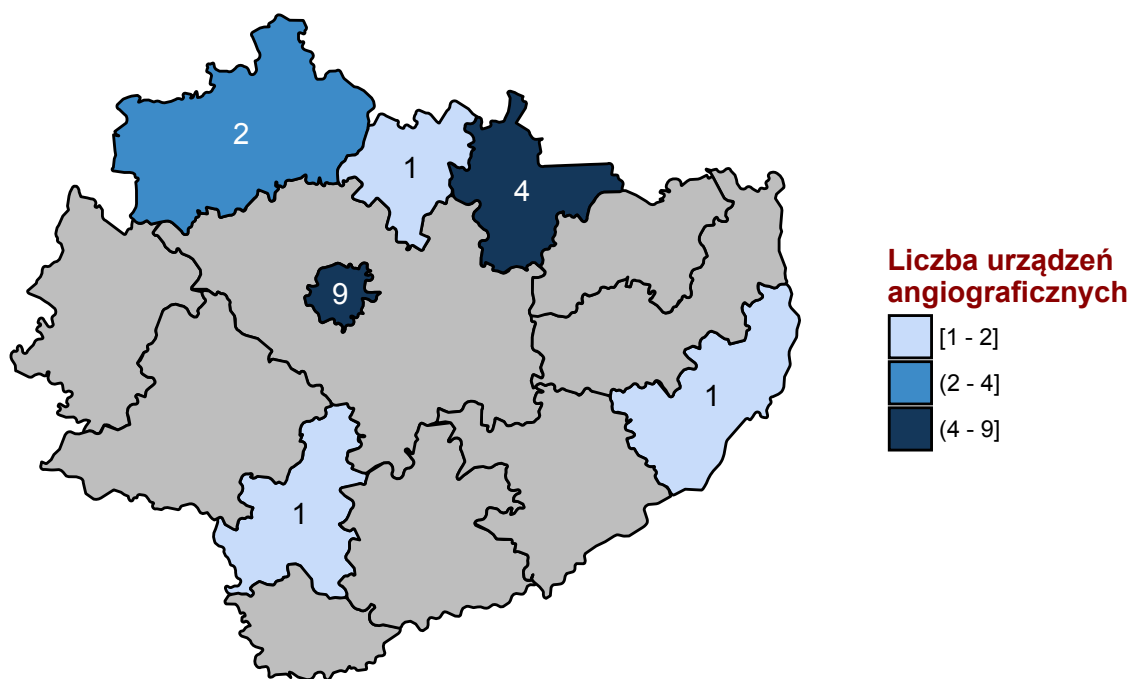 2
1
4
9
1
1
Liczba urządzeń
angiograficznych
[1 - 2]
(2 - 4]
(4 - 9]